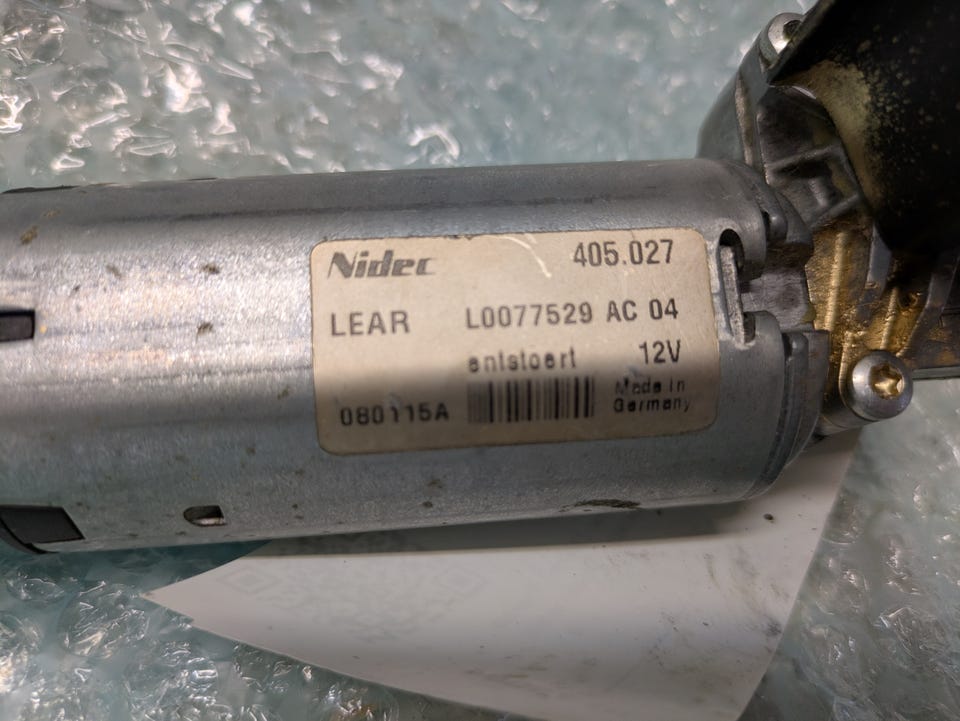 Nidec 405.027
LEAR L0077529 AC 04
entstoert 12V
080115A Made in
Germany